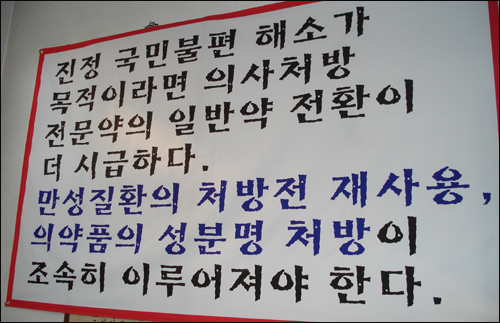 진정 국민불편 해소가
목적이라면 의사처방
전문약의 일반약 전환이
더 시급하다.
만성질환의 처방전 재사용,
의약품의 성분명 처방이
조속히 이루어져야 한다.